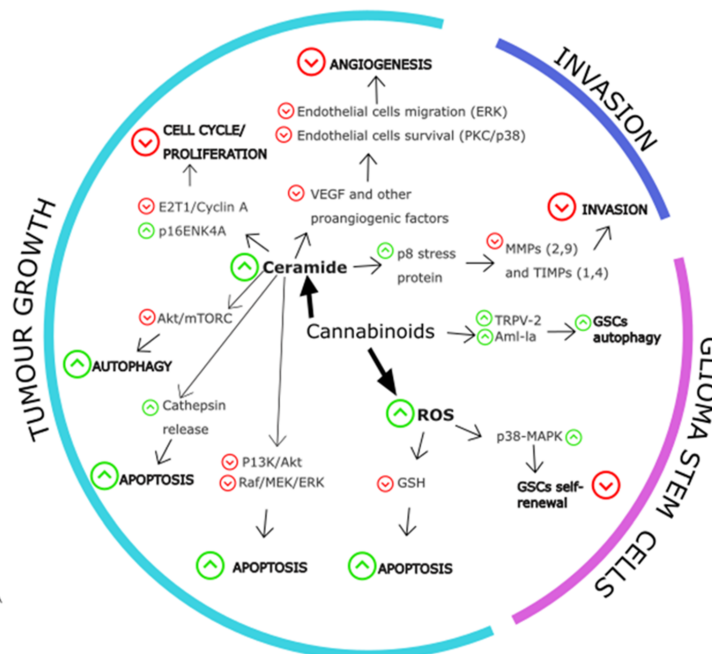 INVASION
ANGIOGENESIS
Endothelial cells migration (ERK)
Endothelial cells survival (PKC/p38)
CELL CYCLE/
PROLIFERATION
VEGF and other
proangiogenic factors
E2T1/Cyclin A
p16ENK4A
INVASION
MMPs (2,9)
and TIMPs (1,4)
p8 stress
protein
Ceramide
TUMOUR GROWTH
Akt/mTORC
Cannabinoids
TRPV-2
Aml-la
GSCs
autophagy
AUTOPHAGY
Cathepsin
release
ROS
p38-MAPK
GLIOMA STEM CELLS
P13K/Akt
Raf/MEK/ERK
GSH
GSCs self-
renewal
APOPTOSIS
APOPTOSIS
APOPTOSIS